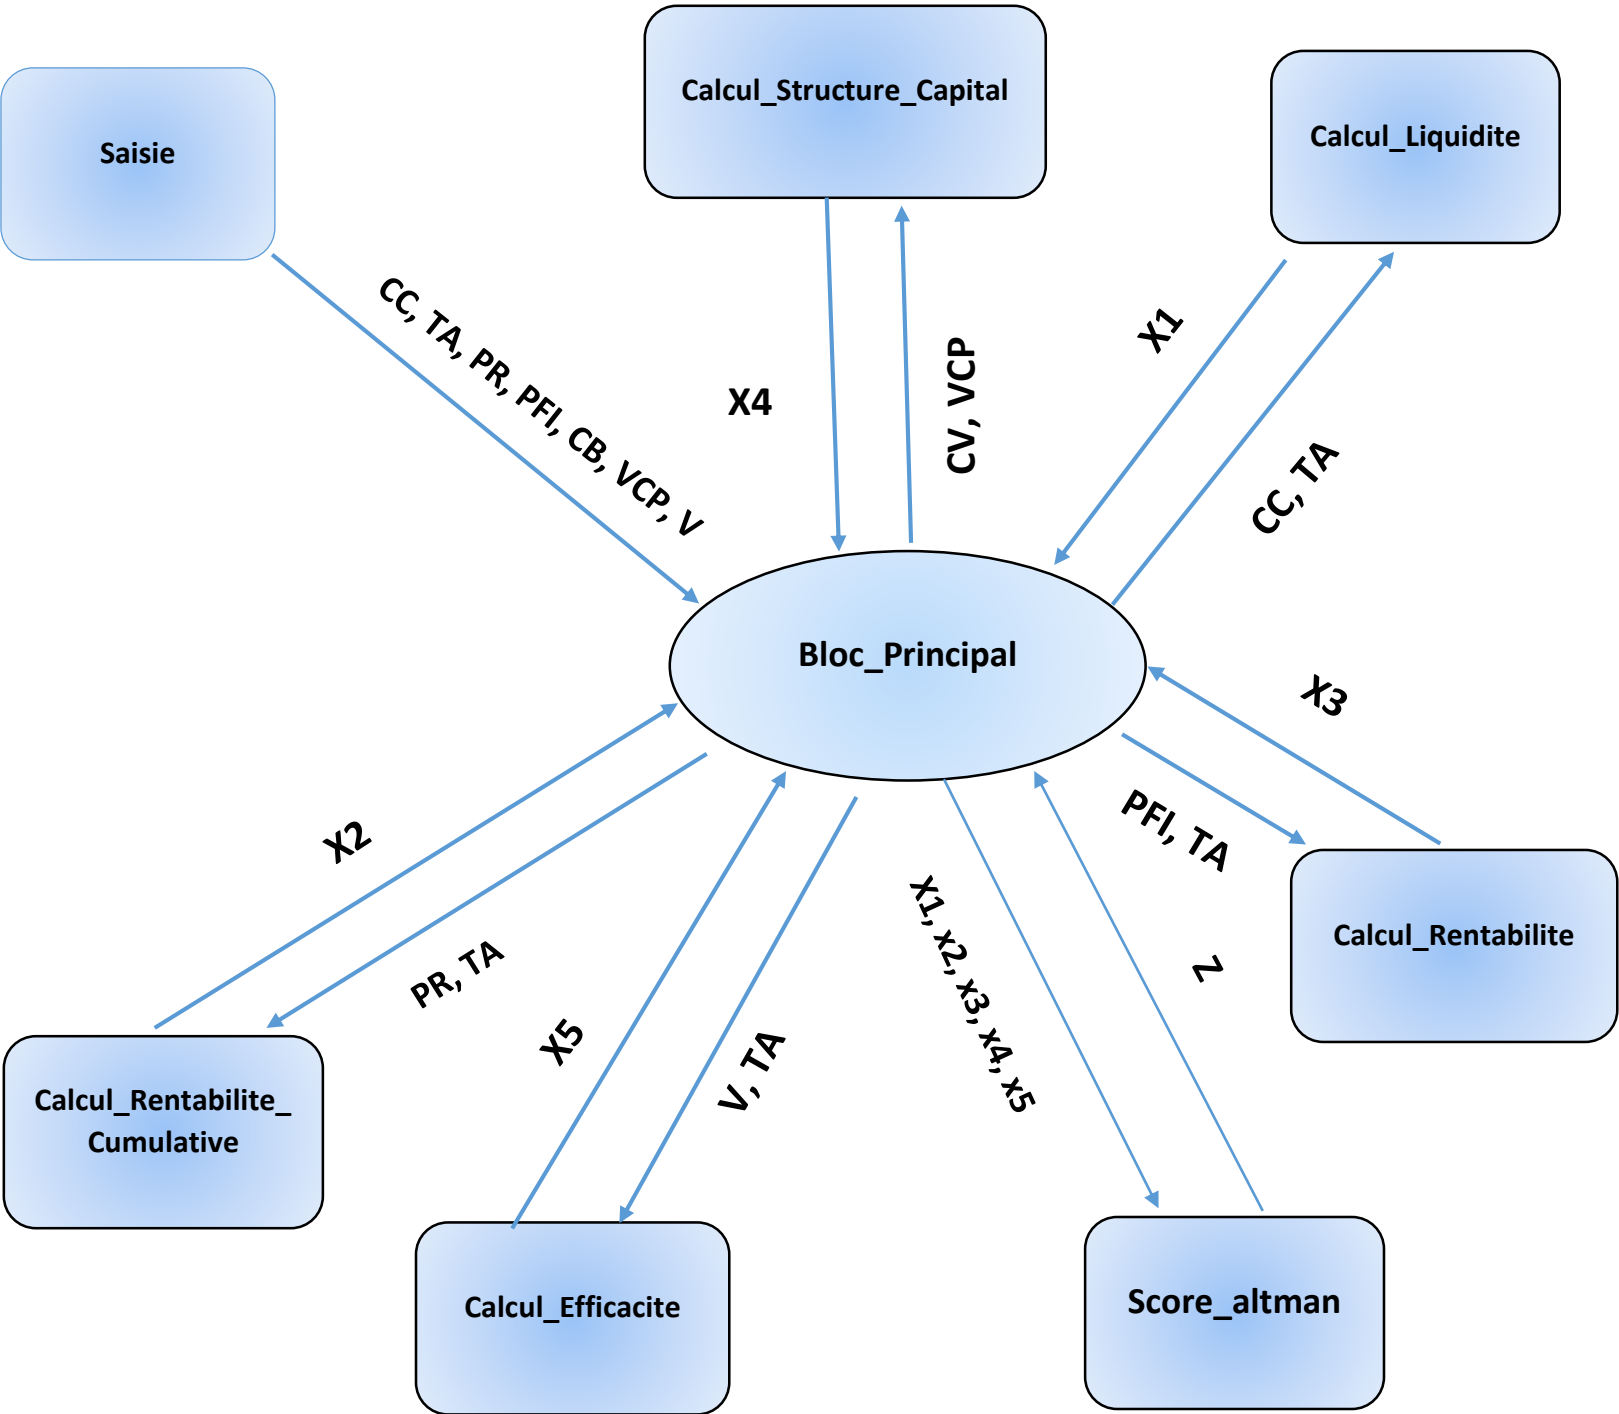 Calcul_Structure_Capital
Calcul_Liquidite
Saisie
CC, TA, PR, PFI, CB, VCP, V
X4
CV, VCP
X1
CC, TA
Bloc_Principal
X3
PFI, TA
X2
PR, TA
X5
V, TA
X1, x2, x3, x4, x5
Z
Calcul_Rentabilite
Calcul_Rentabilite_
Cumulative
Calcul_Efficacite
Score_altman